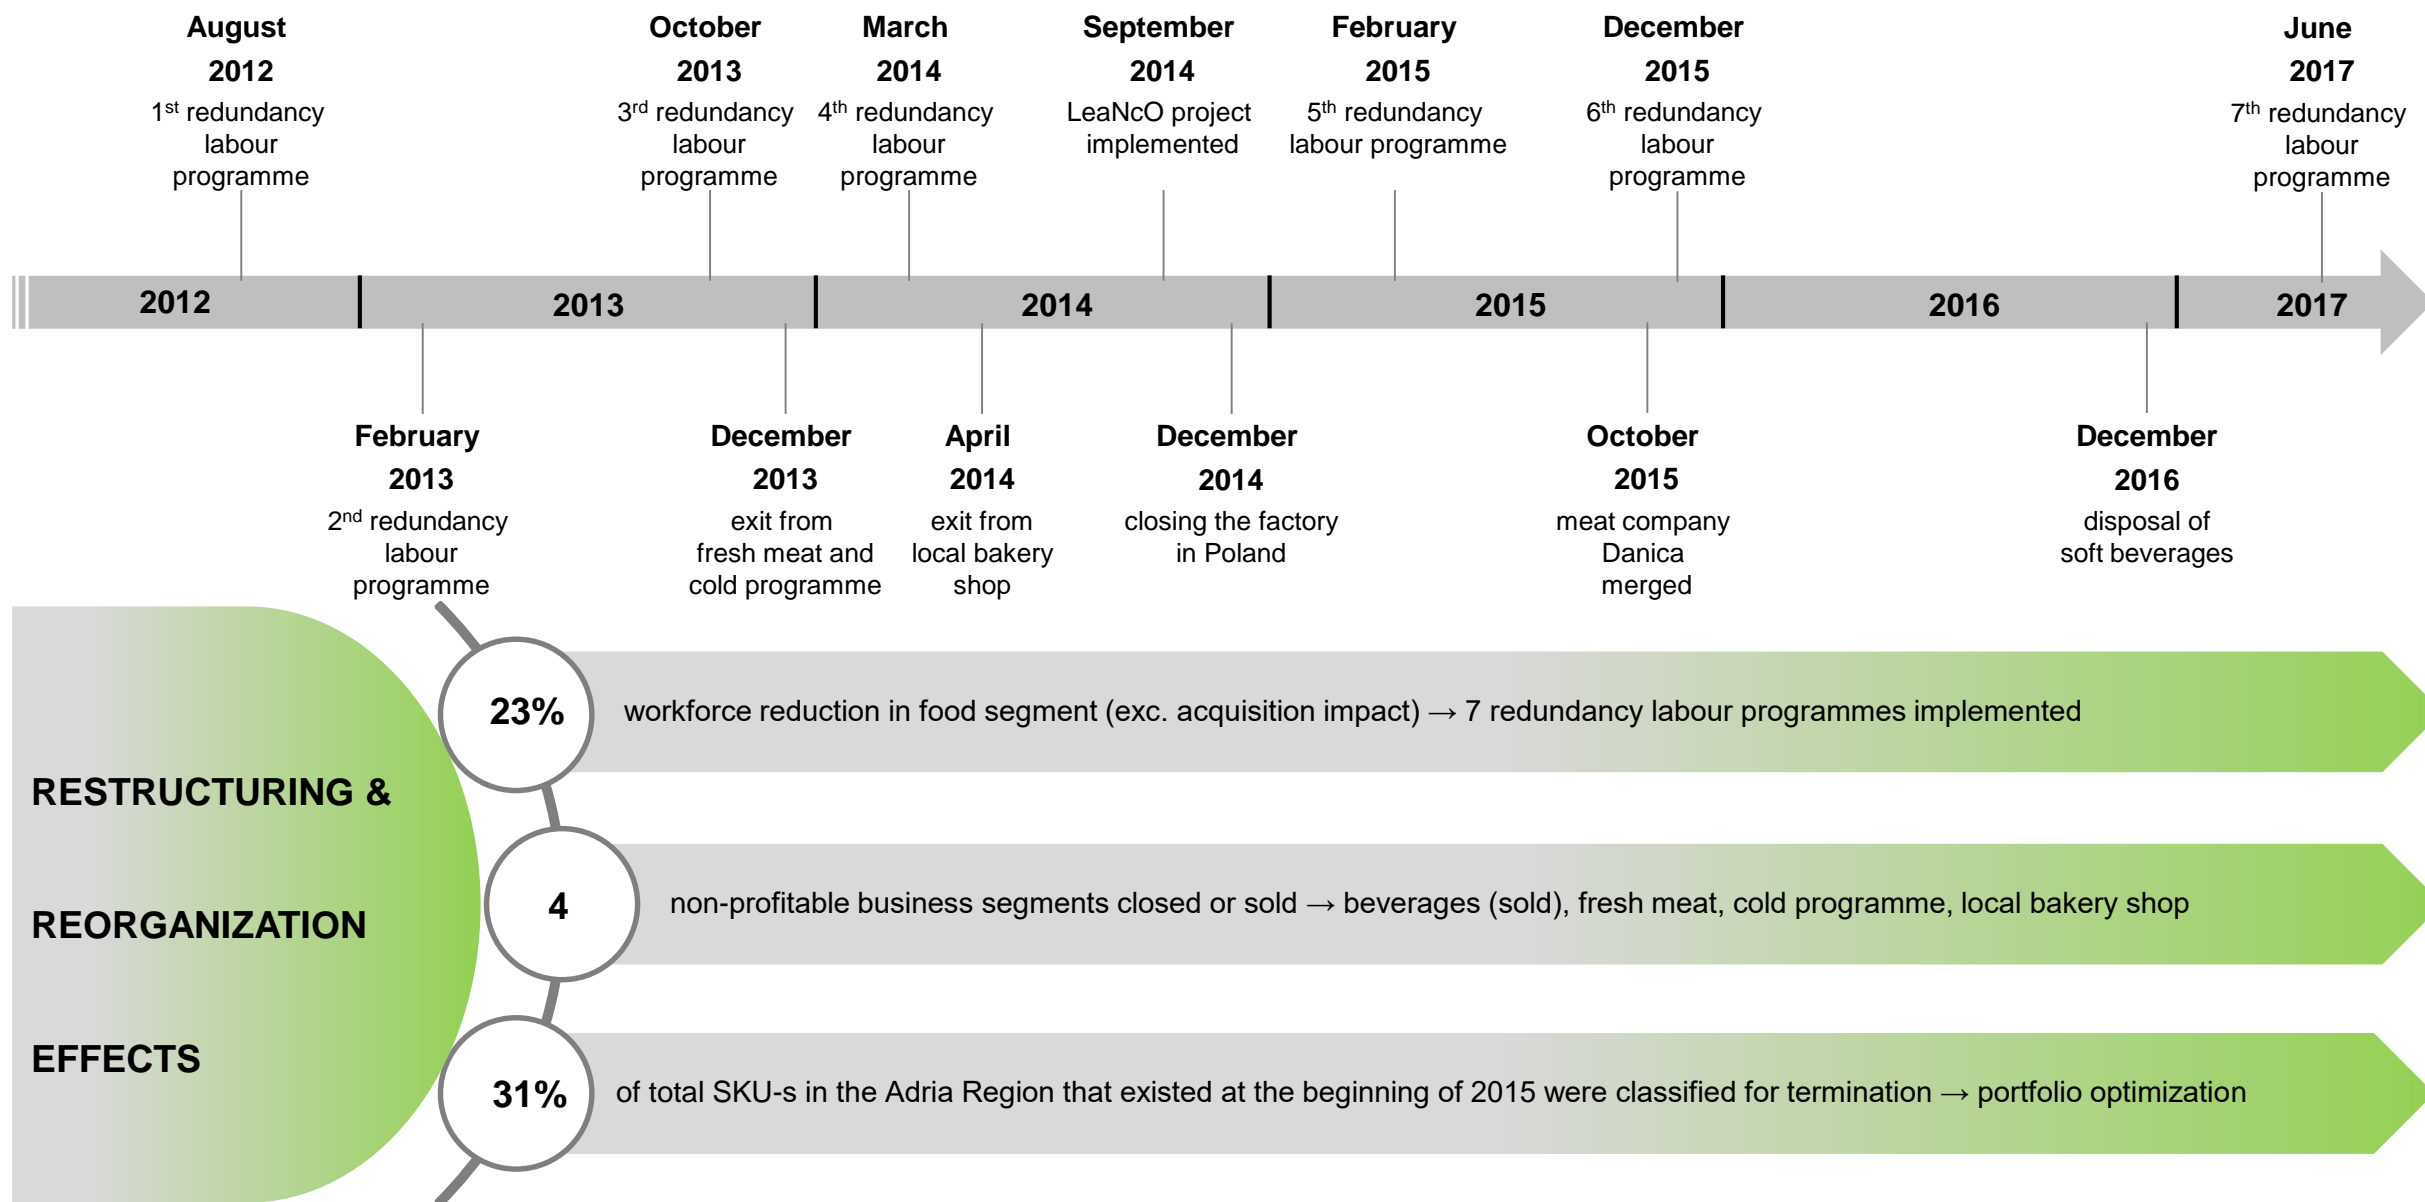 August
2012
1st redundancy
labour
programme
October
2013
3rd redundancy
labour
programme
March
2014
4th redundancy
labour
programme
September
2014
LeaNcO project
implemented
February
2015
5th redundancy
labour programme
December
2015
6th redundancy
labour
programme
June
2017
7th redundancy
labour
programme
2012
2013
2014
2015
2016
2017
February
2013
2nd redundancy
labour
programme
December
2013
exit from
fresh meat and
cold programme
April
2014
exit from
local bakery
shop
December
2014
closing the factory
in Poland
October
2015
meat company
Danica
merged
December
2016
disposal of
soft beverages
RESTRUCTURING &
REORGANIZATION
EFFECTS
23%
workforce reduction in food segment (exc. acquisition impact) → 7 redundancy labour programmes implemented
4
non-profitable business segments closed or sold → beverages (sold), fresh meat, cold programme, local bakery shop
31%
of total SKU-s in the Adria Region that existed at the beginning of 2015 were classified for termination → portfolio optimization